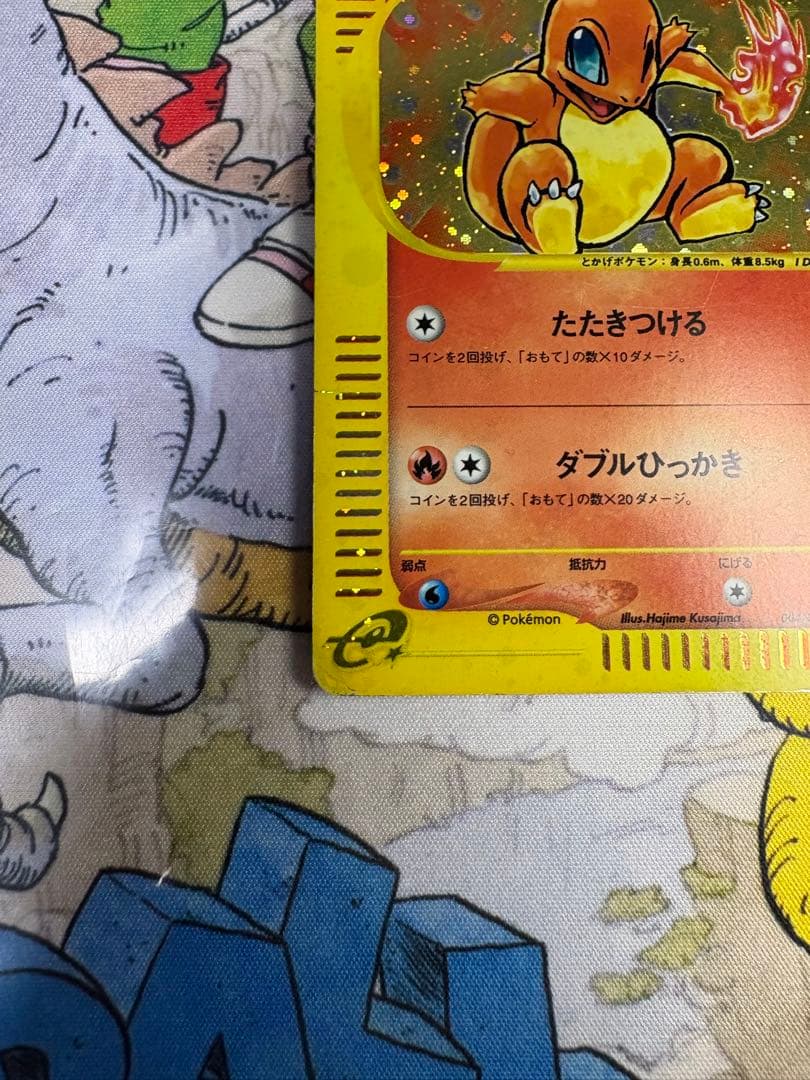 とかげポケモン：身長0.6m、体重8.5kg
たたきつける
コインを2回投げ、「おもて」の数×10ダメージ。
ダブルひっかき
コインを2回投げ、「おもて」の数×20ダメージ。
弱点 抵抗力 にげる
e
© Pokémon Illus.Hajime Kusajima